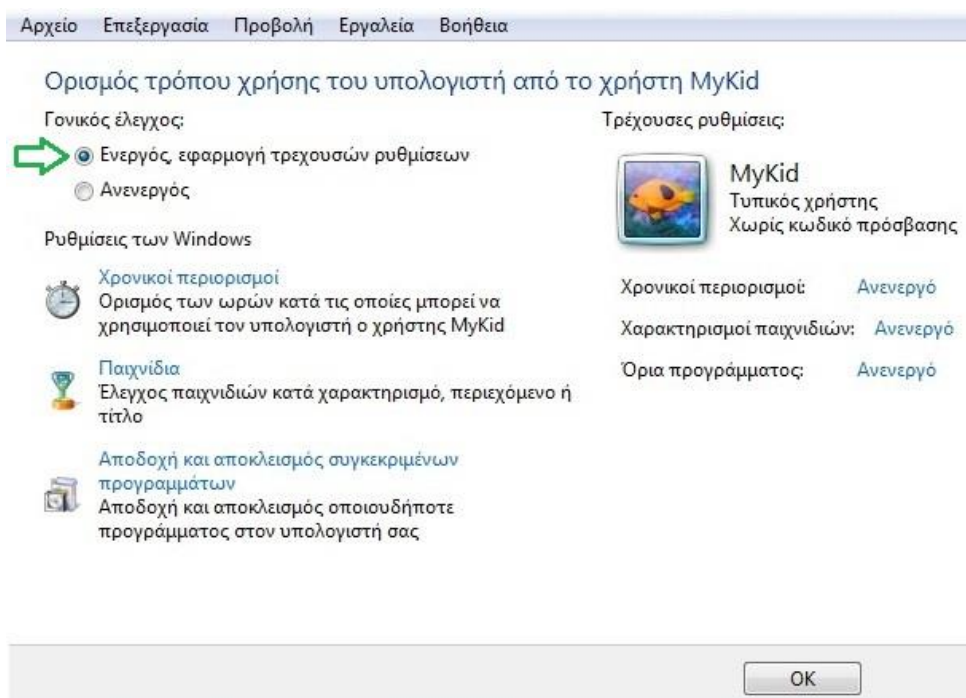 Αρχείο Επεξεργασία Προβολή Εργαλεία Βοήθεια
Ορισμός τρόπου χρήσης του υπολογιστή από το χρήστη MyKid
Γονικός έλεγχος:
Ενεργός, εφαρμογή τρεχουσών ρυθμίσεων
Ανενεργός
Ρυθμίσεις των Windows
Χρονικοί περιορισμοί
Ορισμός των ωρών κατά τις οποίες μπορεί να
χρησιμοποιεί τον υπολογιστή ο χρήστης MyKid
Παιχνίδια
Έλεγχος παιχνιδιών κατά χαρακτηρισμό, περιεχόμενο ή
τίτλο
Αποδοχή και αποκλεισμός συγκεκριμένων
προγραμμάτων
Αποδοχή και αποκλεισμός οποιουδήποτε
προγράμματος στον υπολογιστή σας
Τρέχουσες ρυθμίσεις:
MyKid
Τυπικός χρήστης
Χωρίς κωδικό πρόσβασης
Χρονικοί περιορισμοί: Ανενεργό
Χαρακτηρισμοί παιχνιδιών: Ανενεργό
Όρια προγράμματος: Ανενεργό
OK